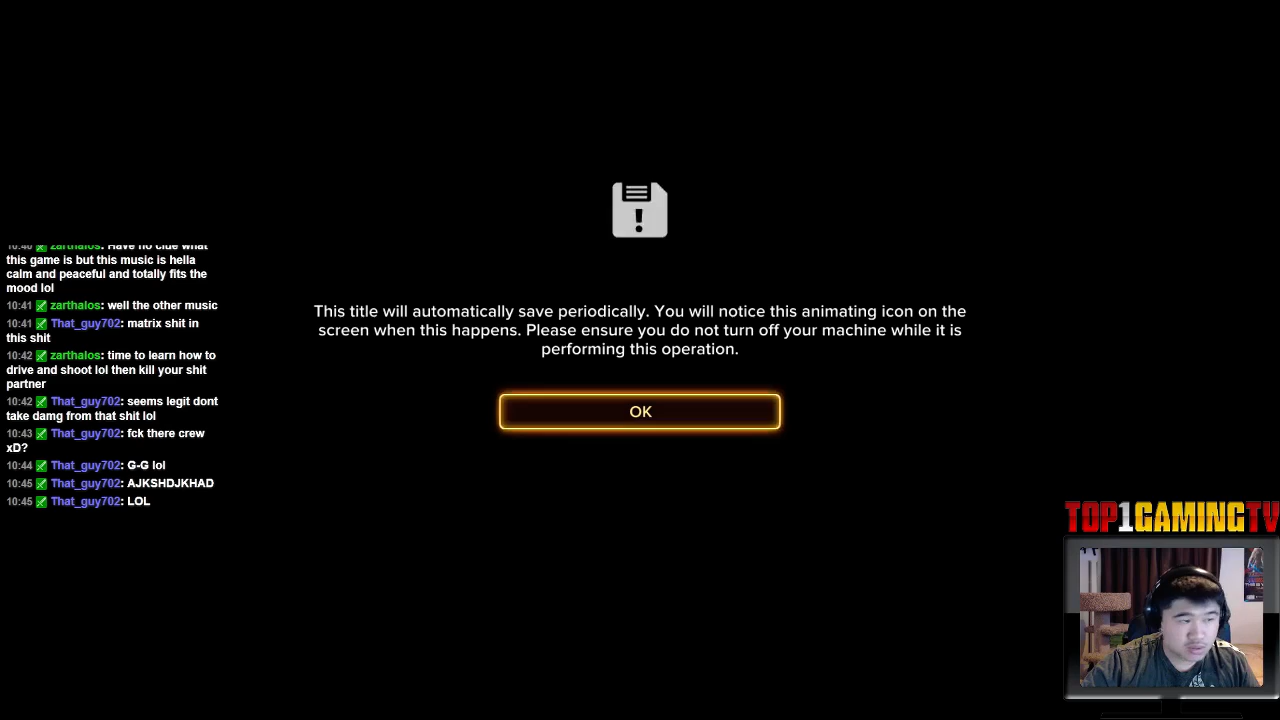 10:40 zarthalos: Have no clue what
this game is but this music is hella
calm and peaceful and totally fits the
mood lol
10:41 zarthalos: well the other music
10:41 That_guy702: matrix shit in
this shit
10:42 zarthalos: time to learn how to
drive and shoot lol then kill your shit
partner
10:42 That_guy702: seems legit dont
take damg from that shit lol
10:43 That_guy702: fck there crew
xD?
10:44 That_guy702: G-G lol
10:45 That_guy702: AJKSHDJKHAD
10:45 That_guy702: LOL
This title will automatically save periodically. You will notice this animating icon on the
screen when this happens. Please ensure you do not turn off your machine while it is
performing this operation.
OK
TOP1GAMINGTV